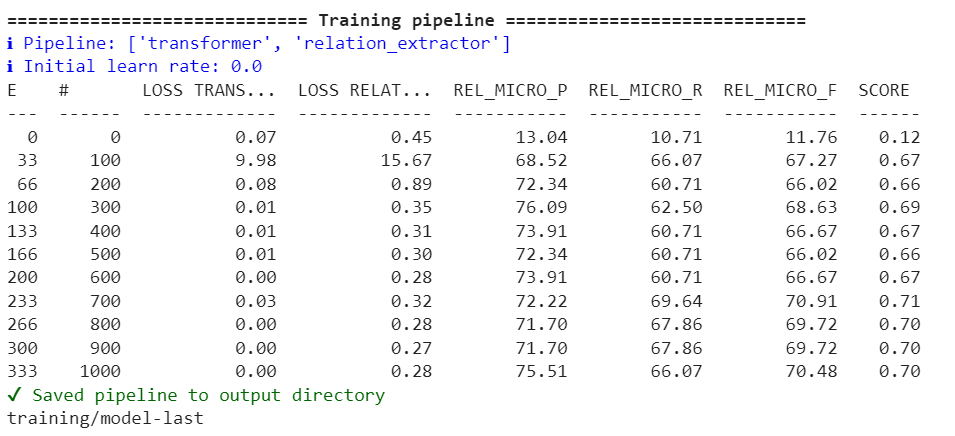 ============================= Training pipeline =============================
ℹ Pipeline: ['transformer', 'relation_extractor']
ℹ Initial learn rate: 0.0
E    #       LOSS TRANS...  LOSS RELAT...  REL_MICRO_P  REL_MICRO_R  REL_MICRO_F  SCORE
---  ------  -------------  -------------  -----------  -----------  -----------  ------
  0       0           0.07           0.45        13.04        10.71        11.76    0.12
 33     100           9.98          15.67        68.52        66.07        67.27    0.67
 66     200           0.08           0.89        72.34        60.71        66.02    0.66
100     300           0.01           0.35        76.09        62.50        68.63    0.69
133     400           0.01           0.31        73.91        60.71        66.67    0.67
166     500           0.01           0.30        72.34        60.71        66.02    0.66
200     600           0.00           0.28        73.91        60.71        66.67    0.67
233     700           0.03           0.32        72.22        69.64        70.91    0.71
266     800           0.00           0.28        71.70        67.86        69.72    0.70
300     900           0.00           0.27        71.70        67.86        69.72    0.70
333    1000           0.00           0.28        75.51        66.07        70.48    0.70
✔ Saved pipeline to output directory
training/model-last